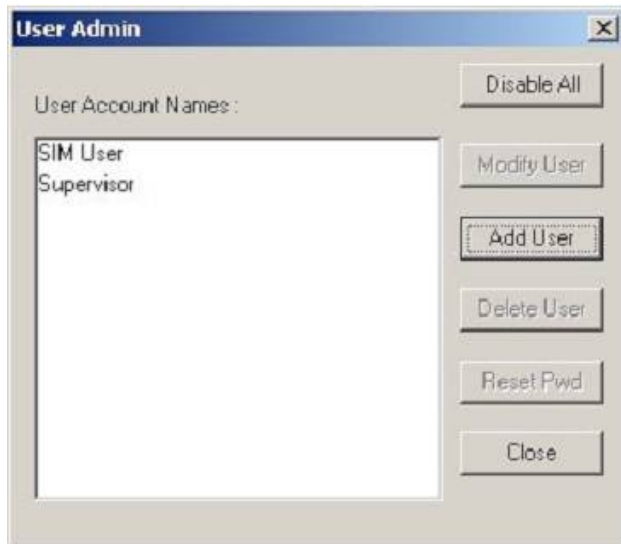 User Admin
Disable All
User Account Names :
SIM User
Supervisor
Modify User
Add User
Delete User
Reset Pwd
Close